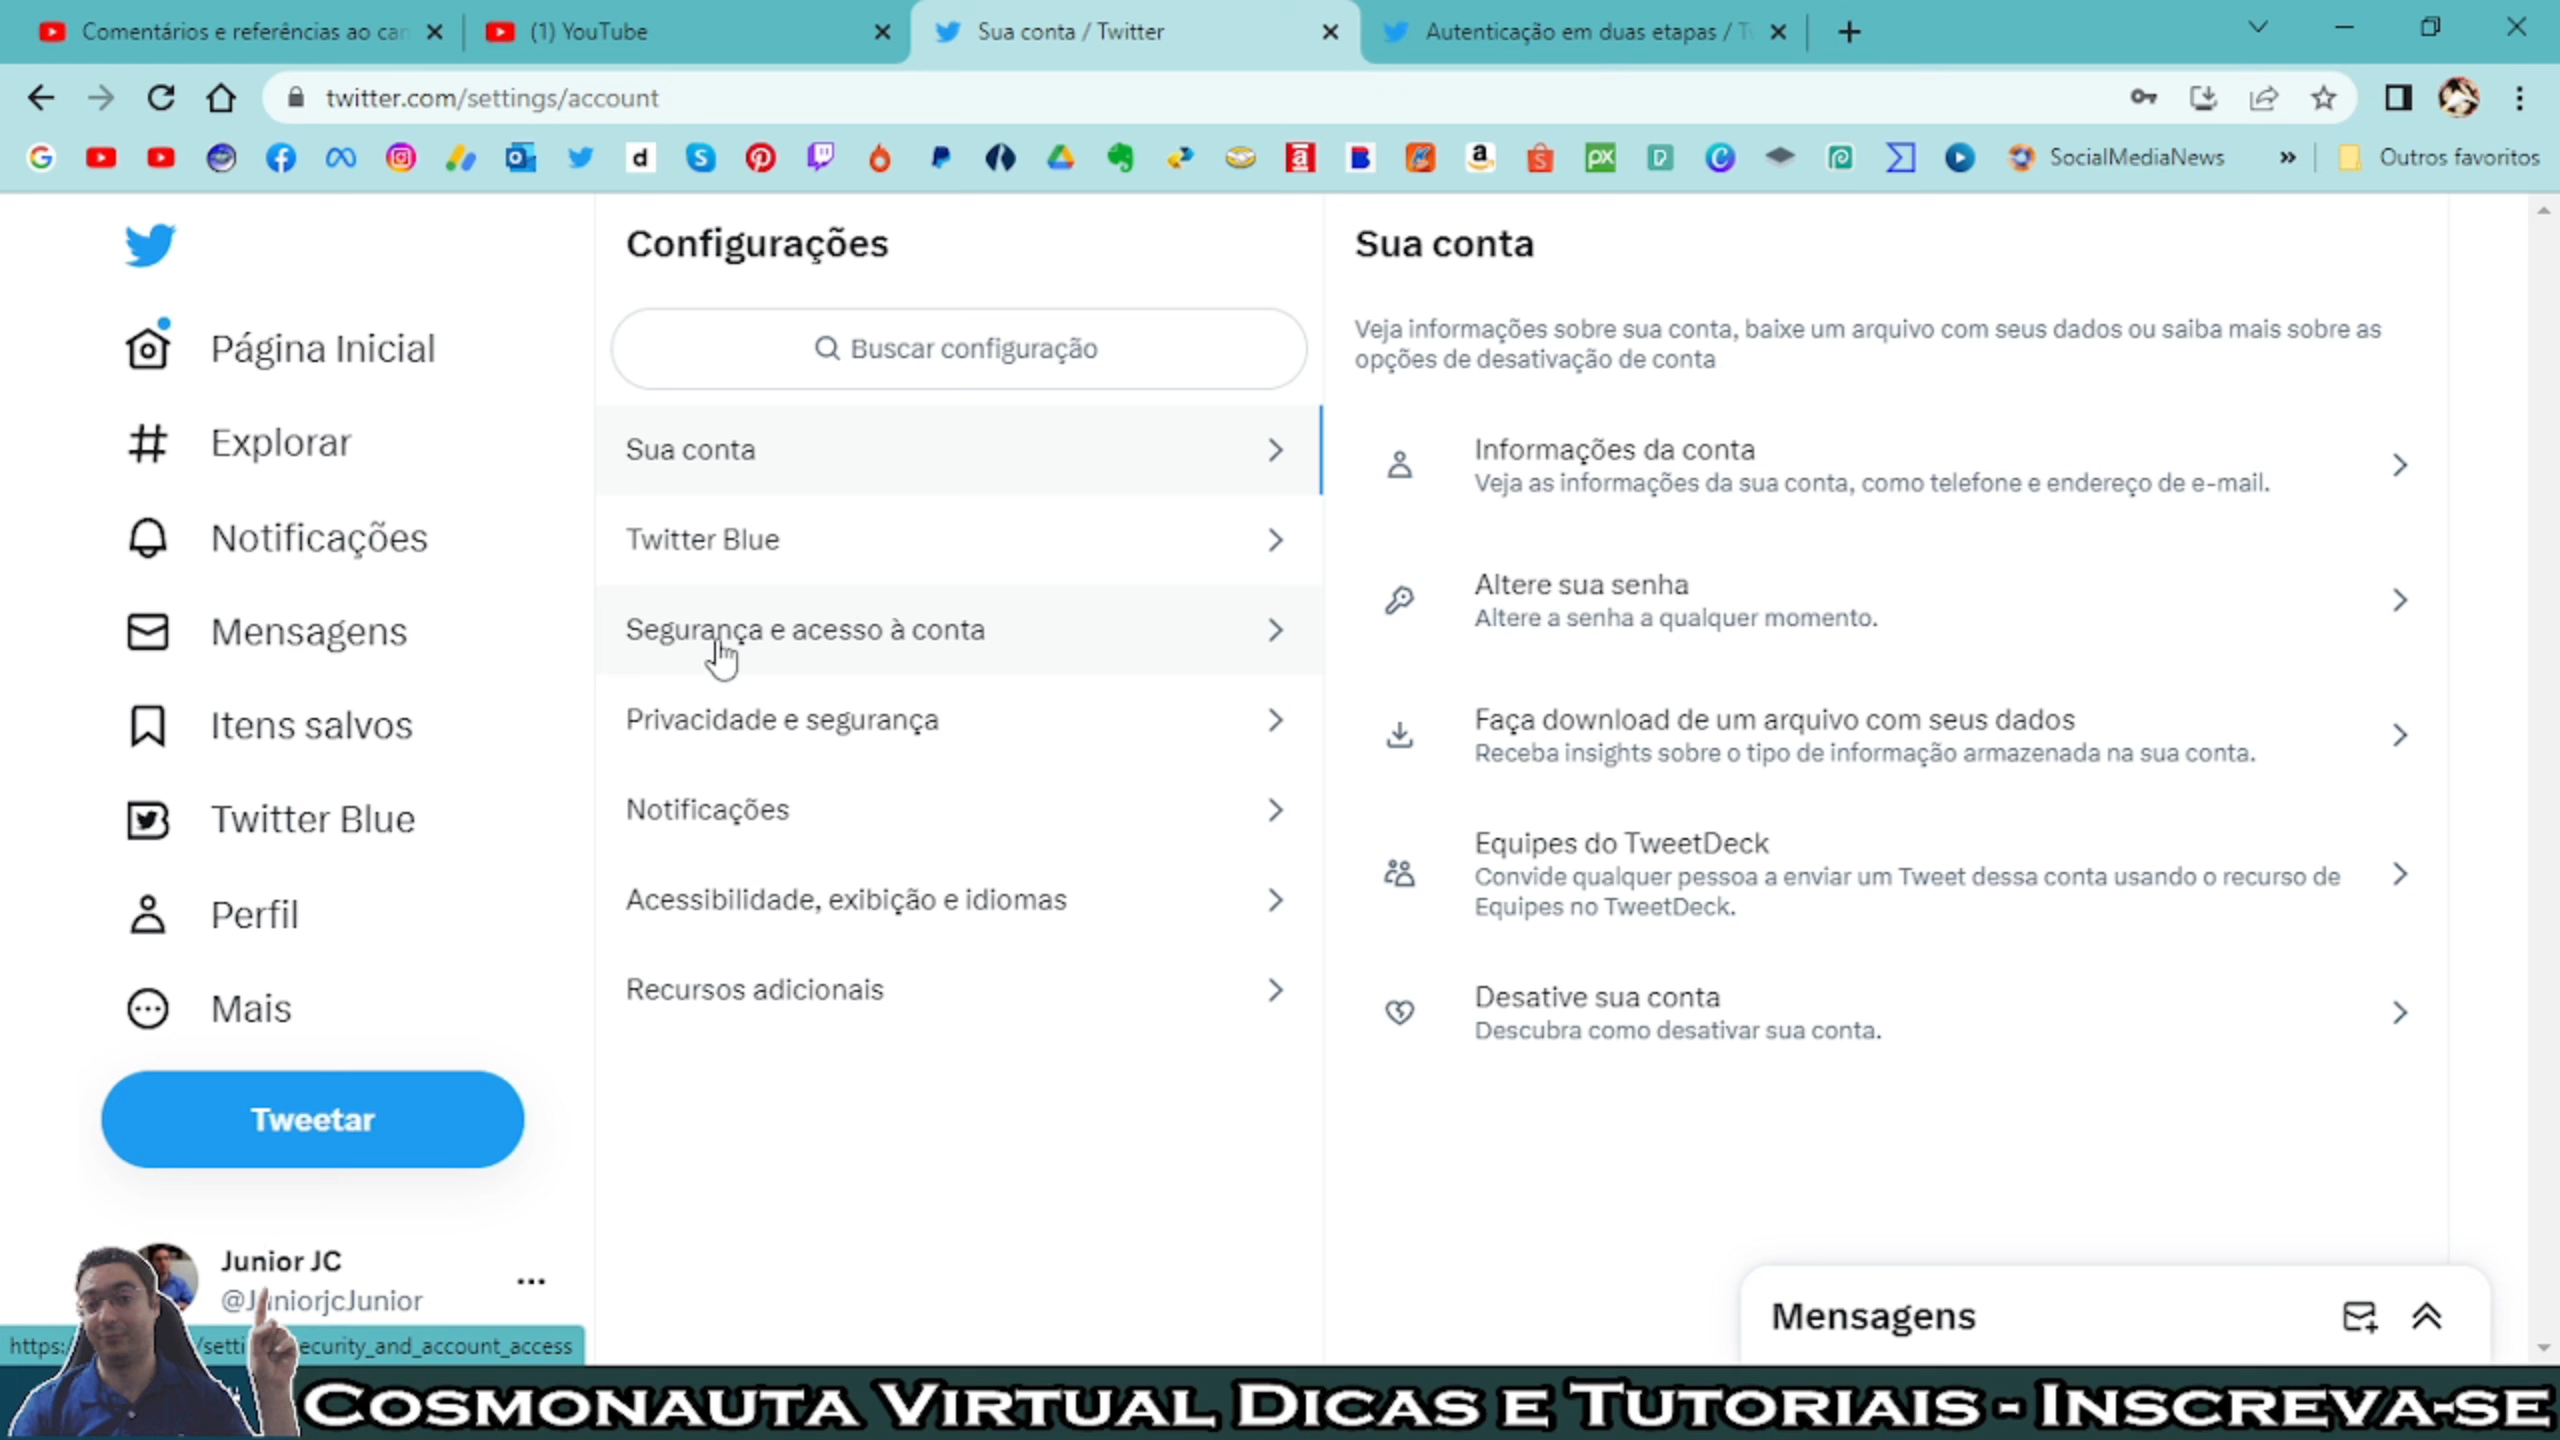 Comentários e referências ao can
(1) YouTube
Sua conta / Twitter
Autenticação em duas etapas / T
twitter.com/settings/account
SocialMediaNews
»
Outros favoritos
Página Inicial
Explorar
Notificações
Mensagens
Itens salvos
Twitter Blue
Perfil
Mais
Tweetar
Junior JC
@JuniorjcJunior
Configurações
Buscar configuração
Sua conta
Twitter Blue
Segurança e acesso à conta
Privacidade e segurança
Notificações
Acessibilidade, exibição e idiomas
Recursos adicionais
Sua conta
Veja informações sobre sua conta, baixe um arquivo com seus dados ou saiba mais sobre as
opções de desativação de conta
Informações da conta
Veja as informações da sua conta, como telefone e endereço de e-mail.
Altere sua senha
Altere a senha a qualquer momento.
Faça download de um arquivo com seus dados
Receba insights sobre o tipo de informação armazenada na sua conta.
Equipes do TweetDeck
Convide qualquer pessoa a enviar um Tweet dessa conta usando o recurso de
Equipes no TweetDeck.
Desative sua conta
Descubra como desativar sua conta.
Mensagens
https: /setti ecurity_and_account_access
Cosmonauta Virtual Dicas e Tutoriais - Inscreva-se